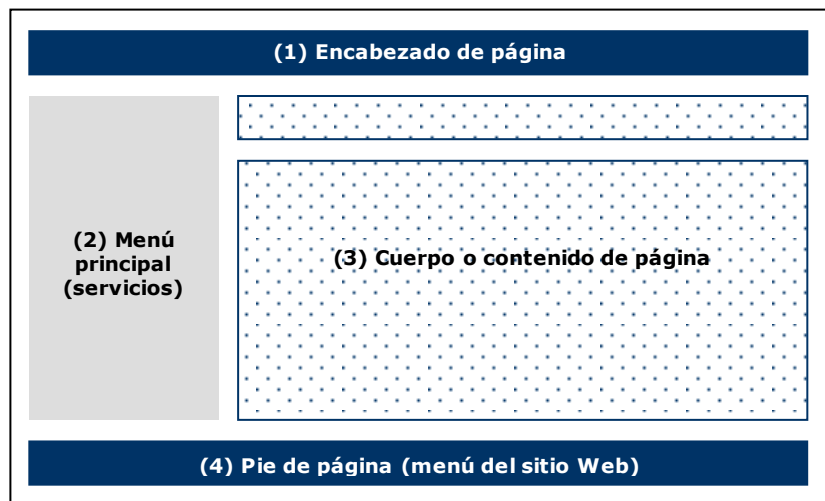 (1) Encabezado de página
(2) Menú
principal
(servicios)
(3) Cuerpo o contenido de página
(4) Pie de página (menú del sitio Web)